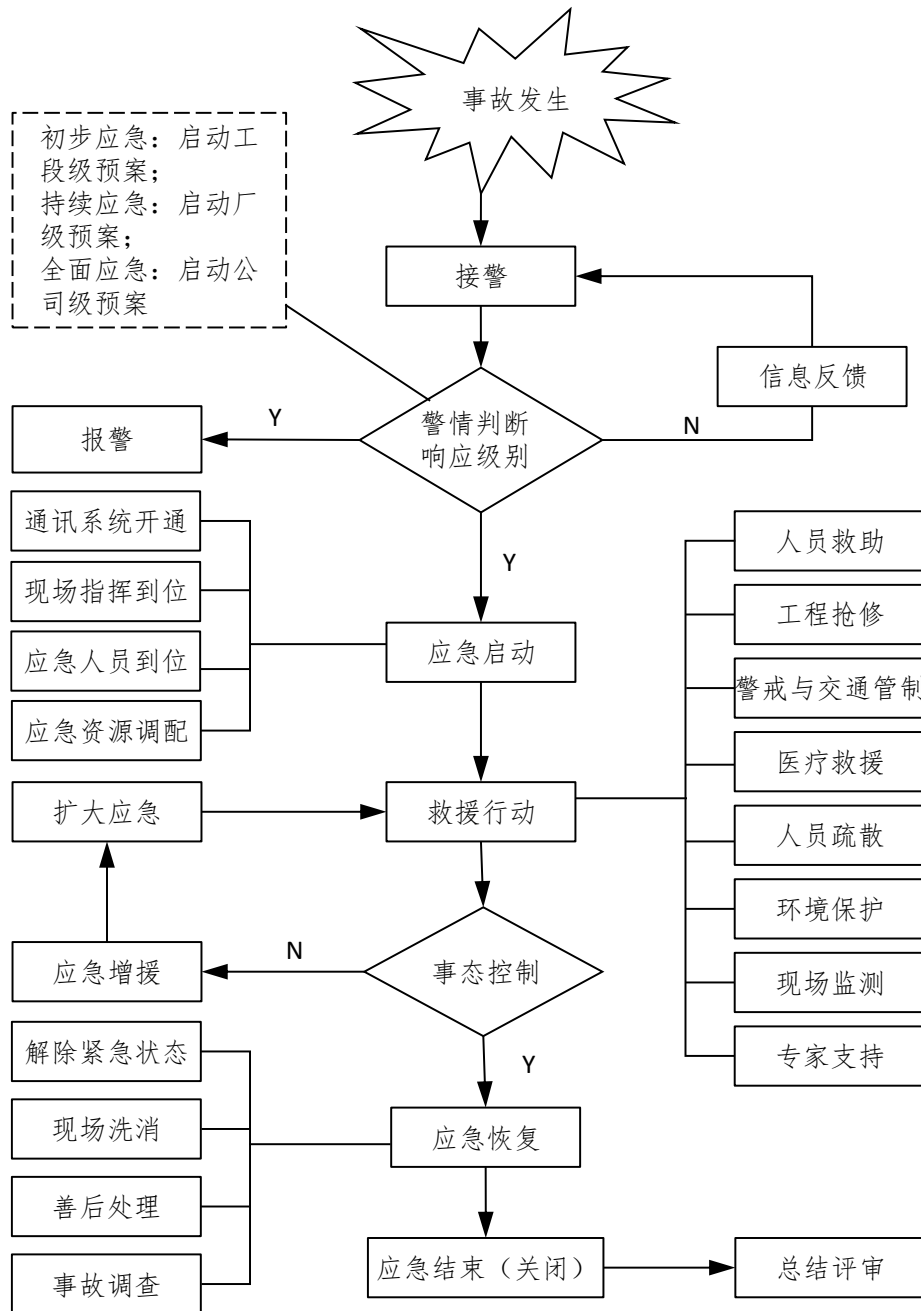 事故发生
初步应急：启动工
段级预案；
持续应急：启动厂
级预案；
全面应急：启动公
司级预案
接警
信息反馈
警情判断
响应级别
Y
N
报警
Y
通讯系统开通
现场指挥到位
应急人员到位
应急资源调配
应急启动
人员救助
工程抢修
警戒与交通管制
医疗救援
人员疏散
环境保护
现场监测
专家支持
扩大应急
救援行动
应急增援
N
事态控制
Y
解除紧急状态
现场洗消
善后处理
事故调查
应急恢复
应急结束（关闭）
总结评审